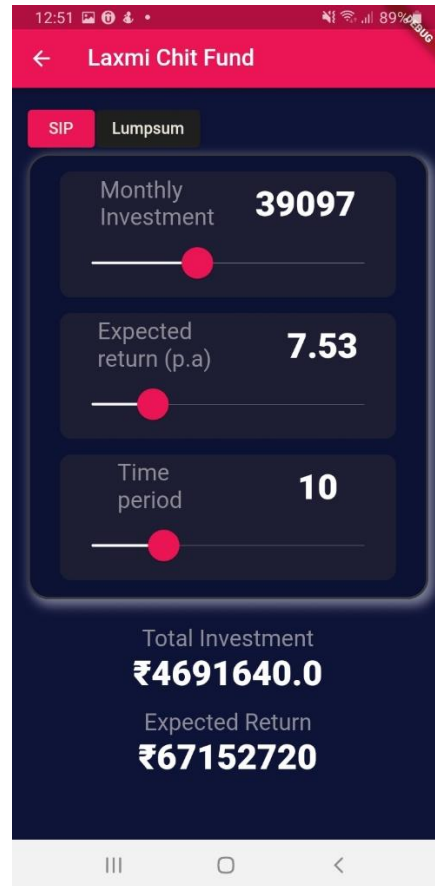 12:51
89%
DEBUG
Laxmi Chit Fund
SIP Lumpsum
Monthly
Investment
39097
Expected
return (p.a)
7.53
Time
period
10
Total Investment
₹4691640.0
Expected Return
₹67152720